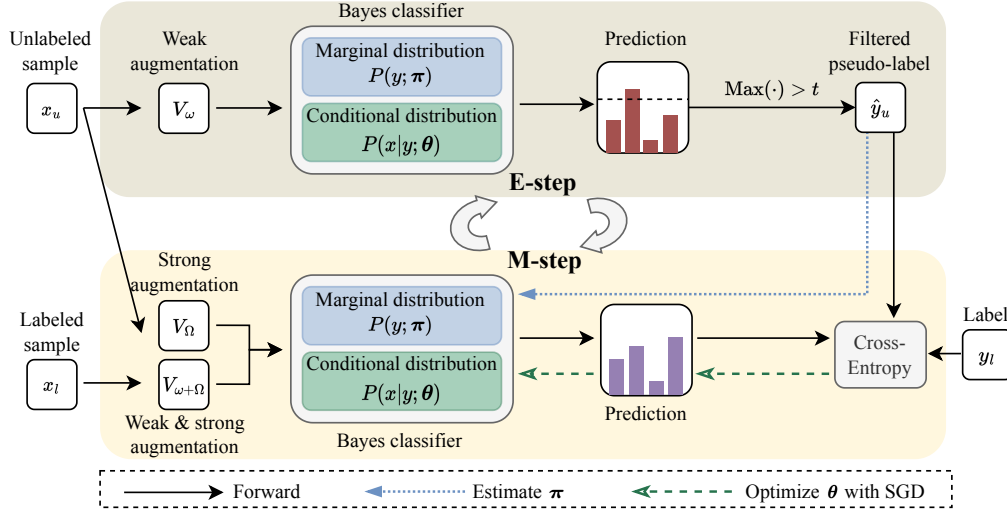 Bayes classifier
Unlabeled
sample
x_u
Weak
augmentation
V_ω
Marginal distribution
P(y; π)
Conditional distribution
P(x|y; θ)
Prediction
Max(·) > t
Filtered
pseudo-label
ŷ_u
E-step
M-step
Strong
augmentation
V_Ω
Labeled
sample
x_l
V_ω+Ω
Weak & strong
augmentation
Marginal distribution
P(y; π)
Conditional distribution
P(x|y; θ)
Bayes classifier
Prediction
Cross-
Entropy
Label
y_l
Forward
Estimate π
Optimize θ with SGD